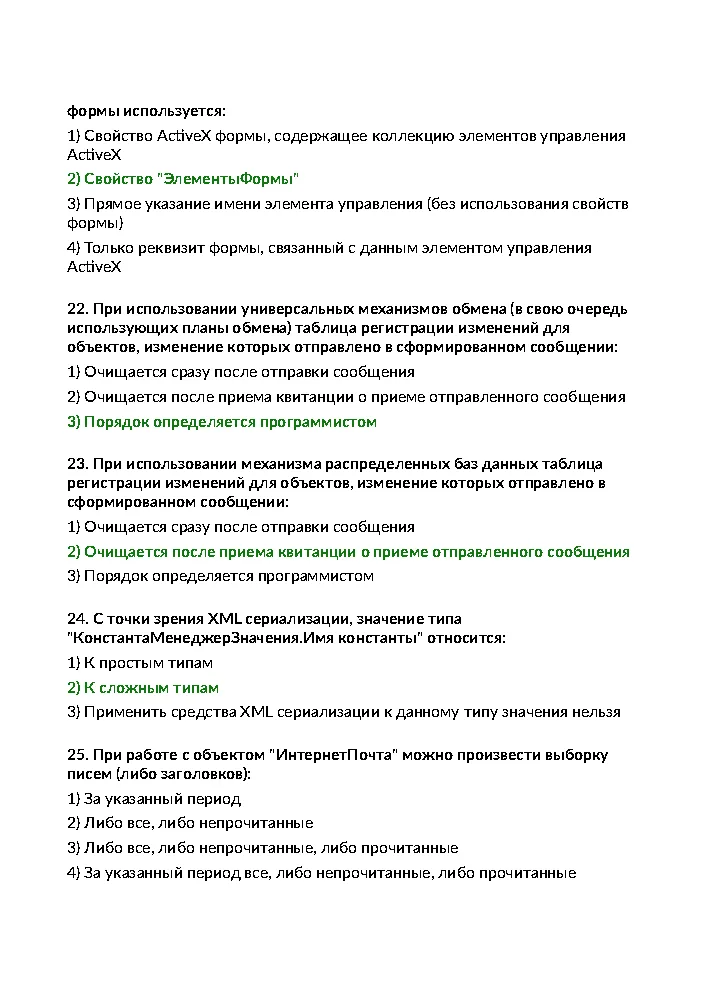 формы используется:
1) Свойство ActiveX формы, содержащее коллекцию элементов управления
ActiveX
2) Свойство "ЭлементыФормы"
3) Прямое указание имени элемента управления (без использования свойств
формы)
4) Только реквизит формы, связанный с данным элементом управления
ActiveX
22. При использовании универсальных механизмов обмена (в свою очередь
использующих планы обмена) таблица регистрации изменений для
объектов, изменение которых отправлено в сформированном сообщении:
1) Очищается сразу после отправки сообщения
2) Очищается после приема квитанции о приеме отправленного сообщения
3) Порядок определяется программистом
23. При использовании механизма распределенных баз данных таблица
регистрации изменений для объектов, изменение которых отправлено в
сформированном сообщении:
1) Очищается сразу после отправки сообщения
2) Очищается после приема квитанции о приеме отправленного сообщения
3) Порядок определяется программистом
24. С точки зрения XML сериализации, значение типа
"КонстантаМенеджерЗначения.Имя константы" относится:
1) К простым типам
2) К сложным типам
3) Применить средства XML сериализации к данному типу значения нельзя
25. При работе с объектом "ИнтернетПочта" можно произвести выборку
писем (либо заголовков):
1) За указанный период
2) Либо все, либо непрочитанные
3) Либо все, либо непрочитанные, либо прочитанные
4) За указанный период все, либо непрочитанные, либо прочитанные